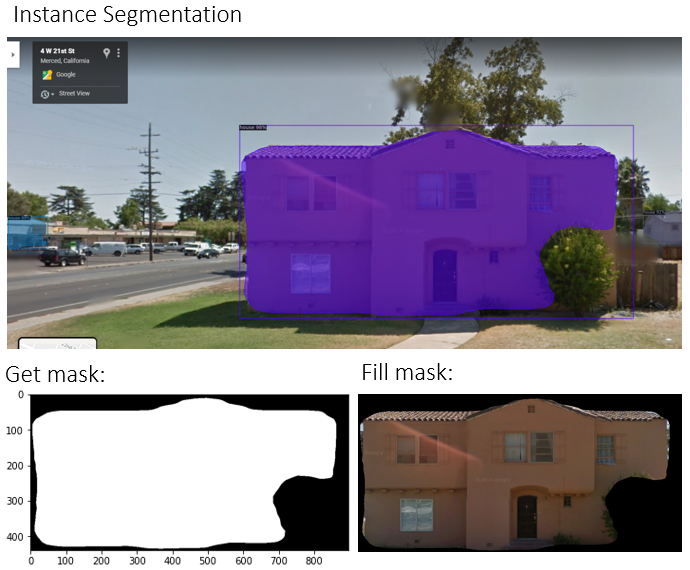 Instance Segmentation
4 W 21st St
Merced, California
Google
Street View
house 98%
Get mask:
Fill mask:
0
100
200
300
400
0 100 200 300 400 500 600 700 800